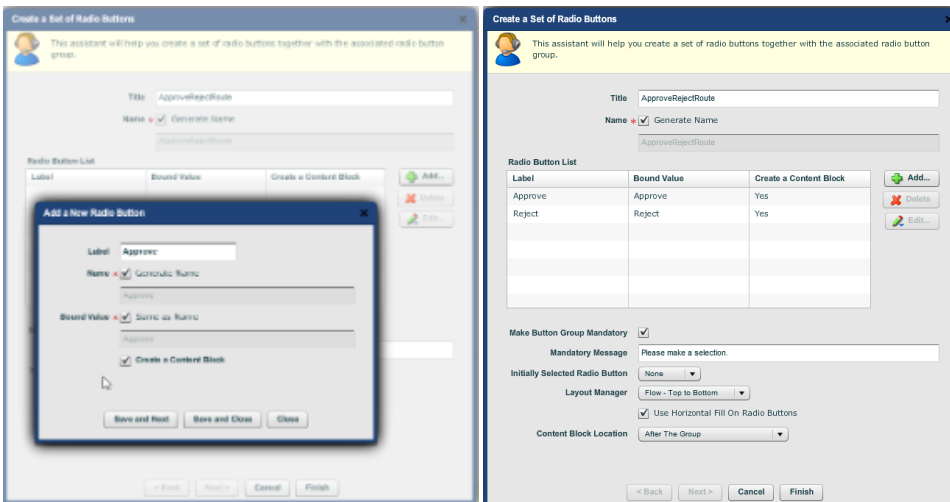 Create a Set of Radio Buttons
This assistant will help you create a set of radio buttons together with the associated radio button
group.
Title ApproveRejectRoute
Name * Generate Name
ApproveRejectRoute
Radio Button List
Label Bound Value Create a Content Block Add...
Delete
Edit...
Add a New Radio Button
Label Approve
Name * Generate Name
Approve
Bound Value * Same as Name
Approve
Create a Content Block
Save and Next Save and Close Close
< Back Next > Cancel Finish
Create a Set of Radio Buttons
This assistant will help you create a set of radio buttons together with the associated radio button
group.
Title ApproveRejectRoute
Name * Generate Name
ApproveRejectRoute
Radio Button List
Label Bound Value Create a Content Block Add...
Approve Approve Yes Delete
Reject Reject Yes Edit...
Make Button Group Mandatory
Mandatory Message Please make a selection.
Initially Selected Radio Button None
Layout Manager Flow - Top to Bottom
Use Horizontal Fill On Radio Buttons
Content Block Location After The Group
< Back Next > Cancel Finish